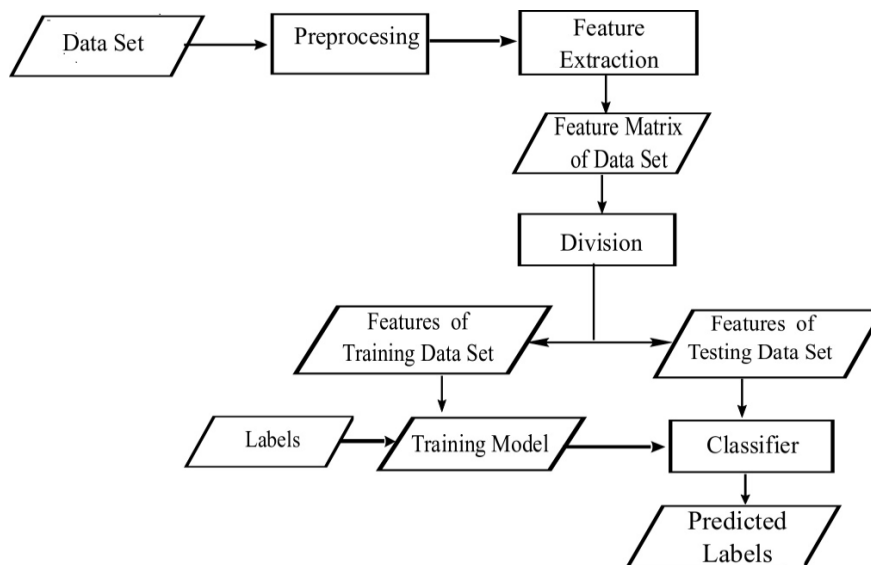 Data Set
Preprocesing
Feature
Extraction
Feature Matrix
of Data Set
Division
Features of
Training Data Set
Features of
Testing Data Set
Labels
Training Model
Classifier
Predicted
Labels